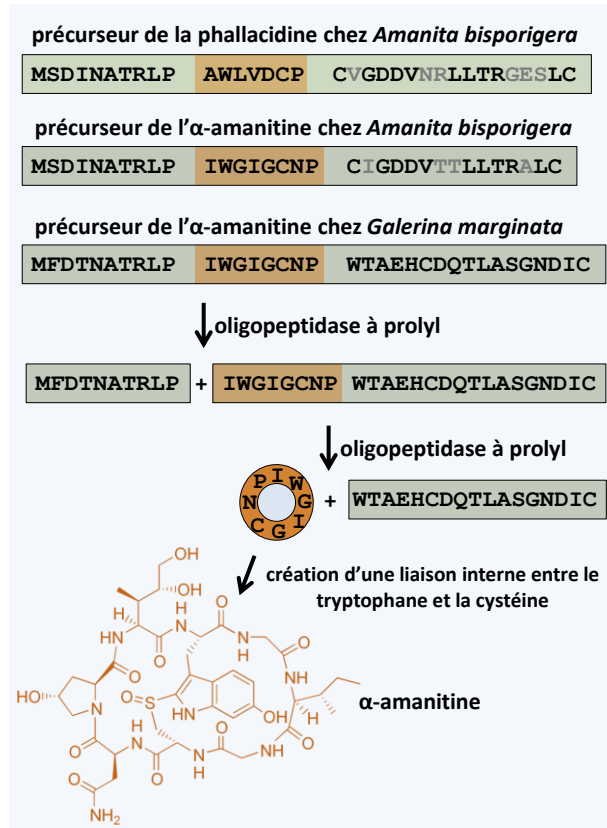 précurseur de la phallacidine chez Amanita bisporigera
MSDINATRLP AWLVDCP CVGDDVNRLLTRGESLC
précurseur de l'α-amanitine chez Amanita bisporigera
MSDINATRLP IWGIGCNP CIGDDVTTLLTRALC
précurseur de l'α-amanitine chez Galerina marginata
MFDTNATRLP IWGIGCNP WTAEHCDQTLASGNDIC
oligopeptidase à prolyl
MFDTNATRLP + IWGIGCNP WTAEHCDQTLASGNDIC
oligopeptidase à prolyl
IWGIGCNP + WTAEHCDQTLASGNDIC
création d'une liaison interne entre le
tryptophane et la cystéine
OH
OH
H O H O
HN N N
O O H
O HN
HO N O S HN OH H
α-amanitine
O H N O H N O
O N H N H
O
NH2